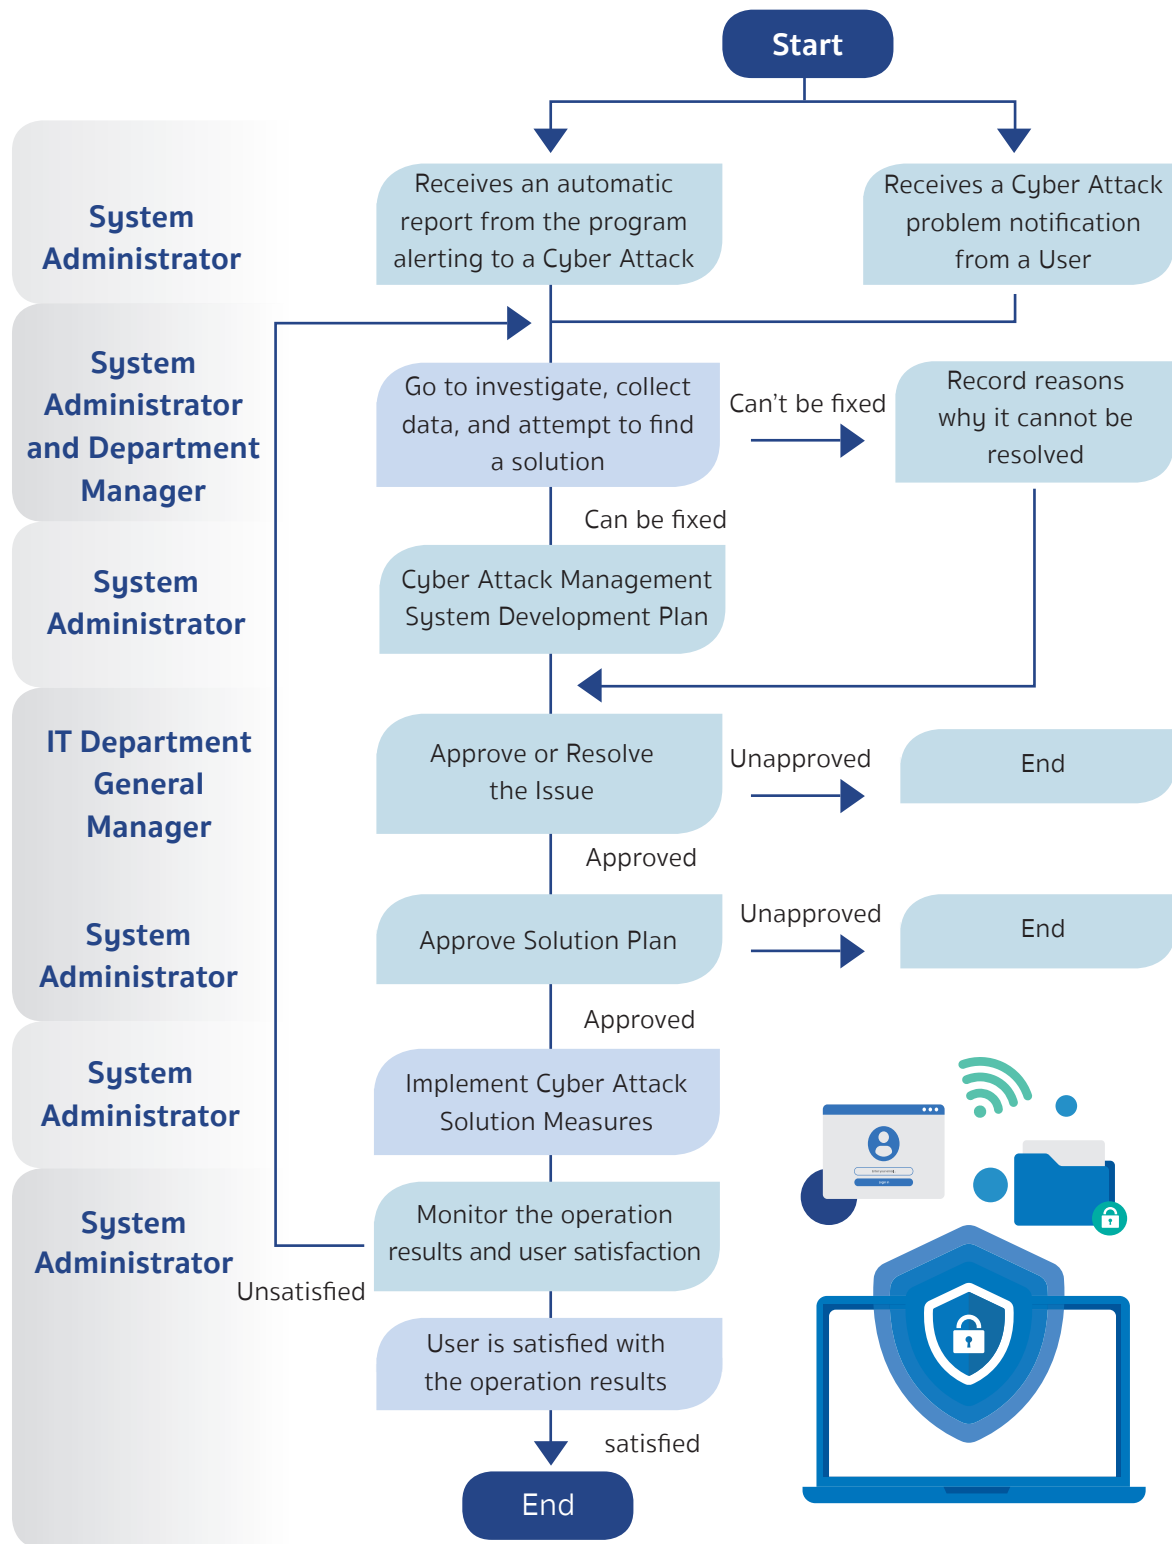 Start
System
Administrator
Receives an automatic
report from the program
alerting to a Cyber Attack
Receives a Cyber Attack
problem notification
from a User
System
Administrator
and Department
Manager
Go to investigate, collect
data, and attempt to find
a solution
Can't be fixed
Record reasons
why it cannot be
resolved
Can be fixed
System
Administrator
Cyber Attack Management
System Development Plan
IT Department
General
Manager
Approve or Resolve
the Issue
Unapproved
End
Approved
System
Administrator
Approve Solution Plan
Unapproved
End
Approved
System
Administrator
Implement Cyber Attack
Solution Measures
System
Administrator
Monitor the operation
results and user satisfaction
Unsatisfied
User is satisfied with
the operation results
satisfied
End